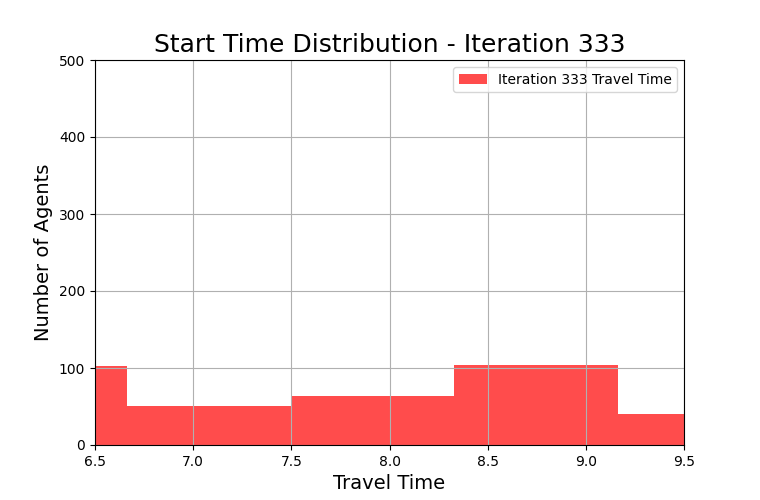 Start Time Distribution - Iteration 333
500
Iteration 333 Travel Time
400
300
200
100
0
Number of Agents
6.5 7.0 7.5 8.0 8.5 9.0 9.5
Travel Time